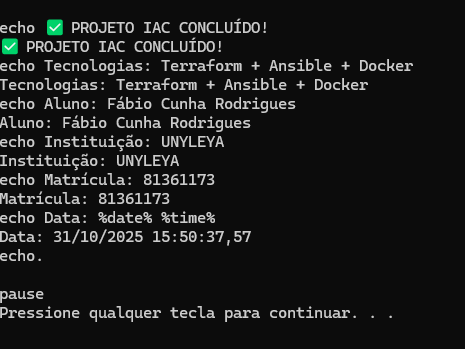 echo ✅ PROJETO IAC CONCLUÍDO!
✅ PROJETO IAC CONCLUÍDO!
echo Tecnologias: Terraform + Ansible + Docker
Tecnologias: Terraform + Ansible + Docker
echo Aluno: Fábio Cunha Rodrigues
Aluno: Fábio Cunha Rodrigues
echo Instituição: UNYLEYA
Instituição: UNYLEYA
echo Matrícula: 81361173
Matrícula: 81361173
echo Data: %date% %time%
Data: 31/10/2025 15:50:37,57
echo.
pause
Pressione qualquer tecla para continuar. . .